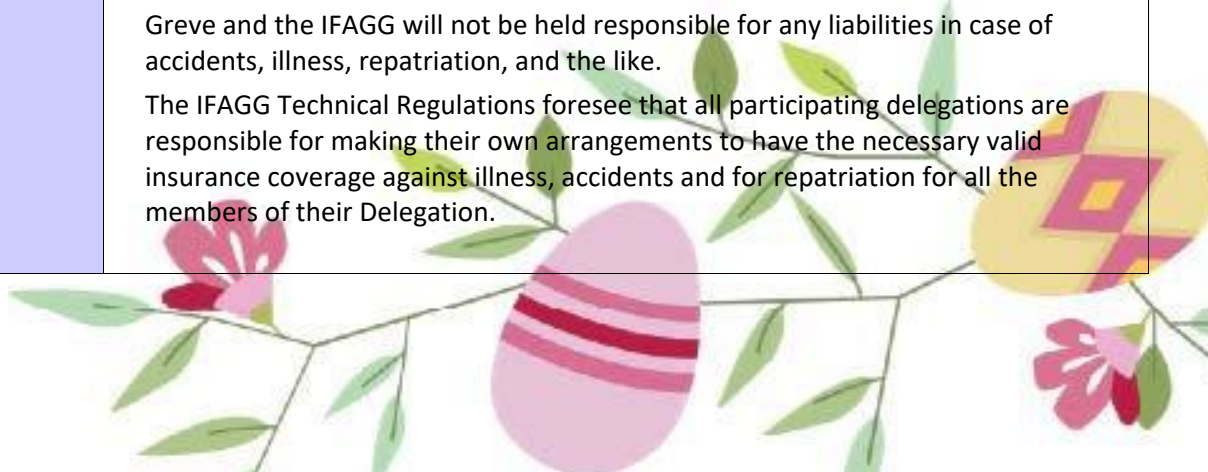 Greve and the IFAGG will not be held responsible for any liabilities in case of
accidents, illness, repatriation, and the like.
The IFAGG Technical Regulations foresee that all participating delegations are
responsible for making their own arrangements to have the necessary valid
insurance coverage against illness, accidents and for repatriation for all the
members of their Delegation.